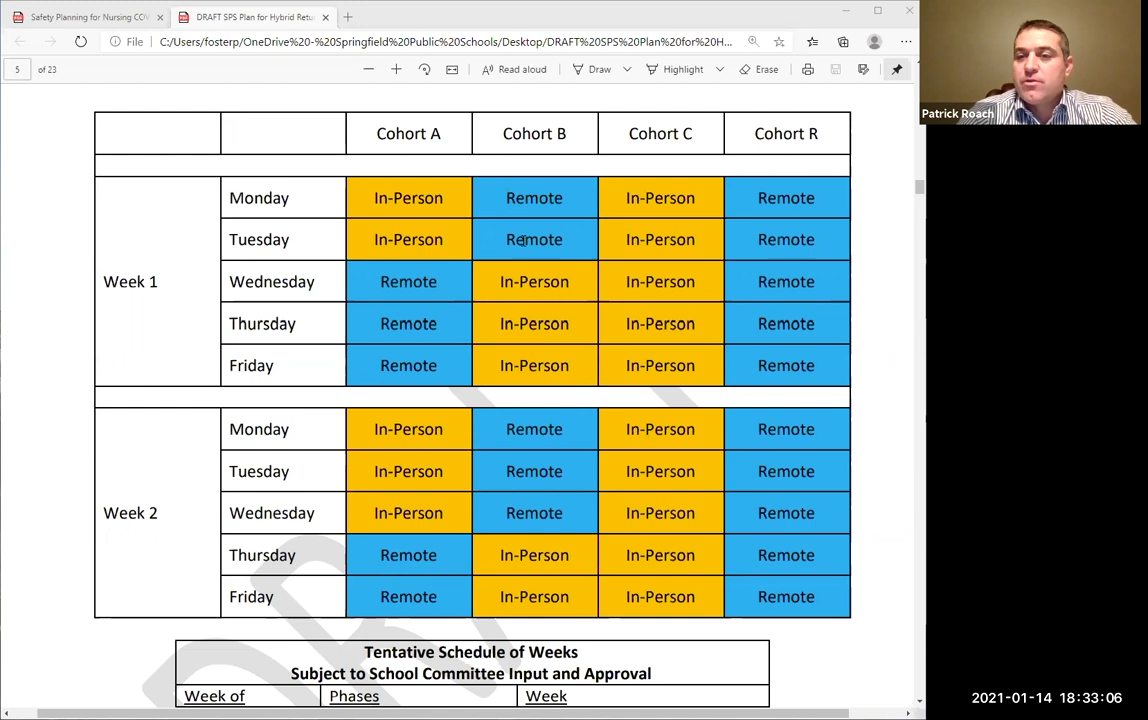 Safety Planning for Nursing COV
DRAFT SPS Plan for Hybrid Retu
File C:/Users/fosterp/OneDrive%20-%20Springfield%20Public%20Schools/Desktop/DRAFT%20SPS%20Plan%20for%20H...
5 of 23 Read aloud Draw Highlight Erase
Patrick Roach
Cohort A Cohort B Cohort C Cohort R
Week 1
Monday In-Person Remote In-Person Remote
Tuesday In-Person Remote In-Person Remote
Wednesday Remote In-Person In-Person Remote
Thursday Remote In-Person In-Person Remote
Friday Remote In-Person In-Person Remote
Week 2
Monday In-Person Remote In-Person Remote
Tuesday In-Person Remote In-Person Remote
Wednesday In-Person Remote In-Person Remote
Thursday Remote In-Person In-Person Remote
Friday Remote In-Person In-Person Remote
Tentative Schedule of Weeks
Subject to School Committee Input and Approval
Week of Phases Week
2021-01-14 18:33:06